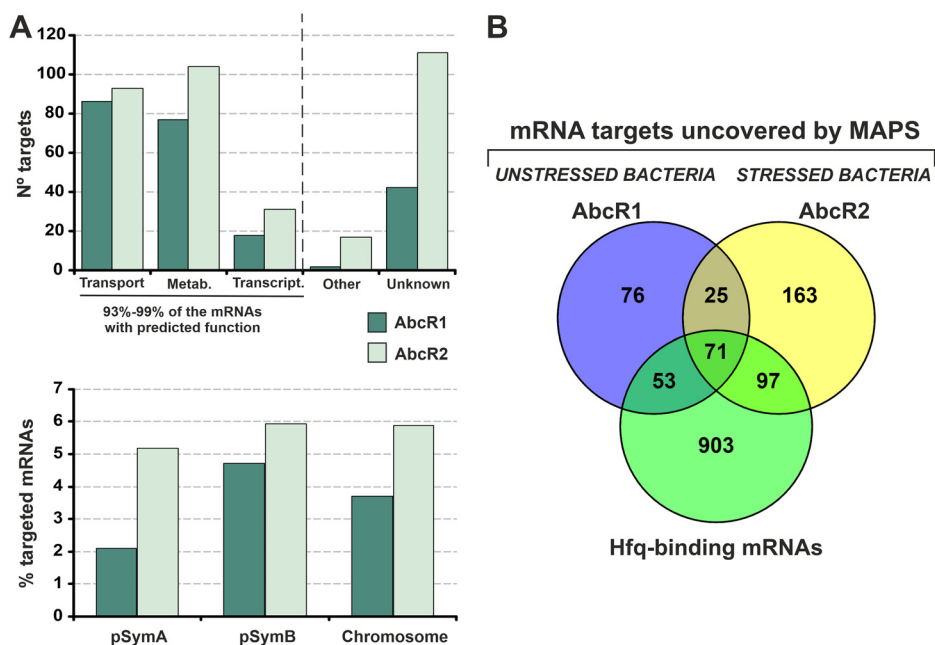 A
Nº targets
120
100
80
60
40
20
0
Transport Metab. Transcript. Other Unknown
93%-99% of the mRNAs
with predicted function
AbcR1
AbcR2
% targeted mRNAs
7
6
5
4
3
2
1
0
pSymA pSymB Chromosome
B
mRNA targets uncovered by MAPS
UNSTRESSED BACTERIA STRESSED BACTERIA
AbcR1 AbcR2
76 25 163
71
53 97
903
Hfq-binding mRNAs